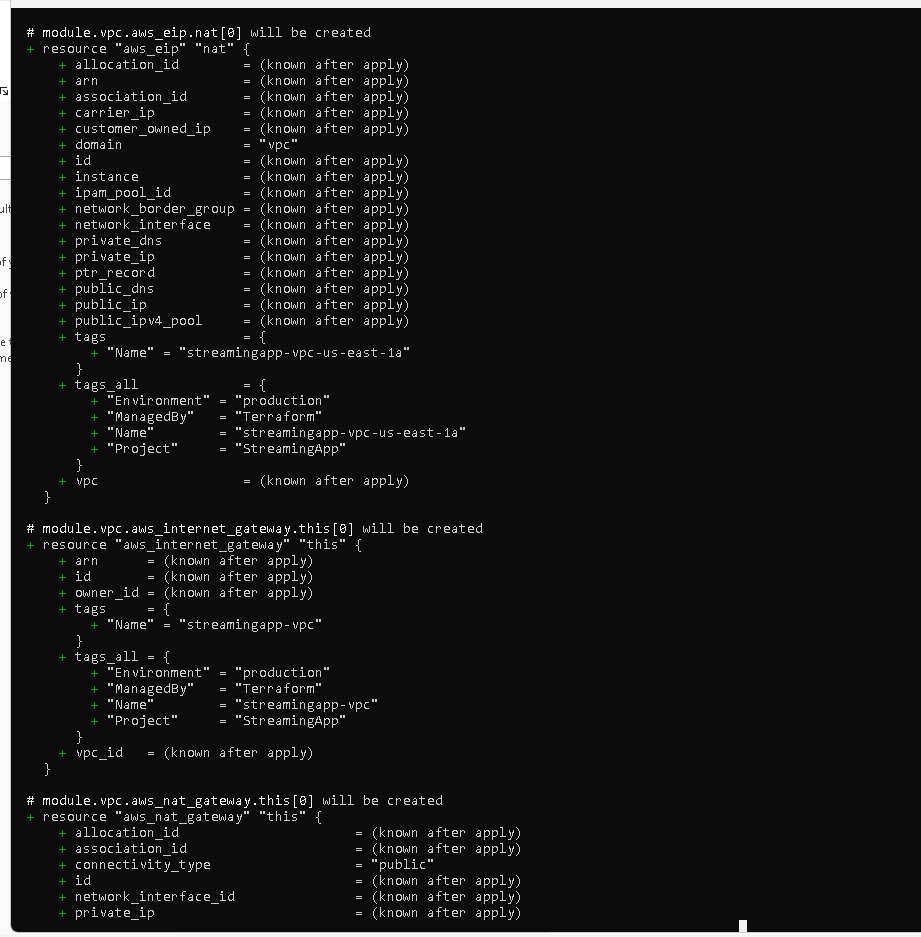 # module.vpc.aws_eip.nat[0] will be created
+ resource "aws_eip" "nat" {
+ allocation_id = (known after apply)
+ arn = (known after apply)
+ association_id = (known after apply)
+ carrier_ip = (known after apply)
+ customer_owned_ip = (known after apply)
+ domain = "vpc"
+ id = (known after apply)
+ instance = (known after apply)
+ ipam_pool_id = (known after apply)
+ network_border_group = (known after apply)
+ network_interface = (known after apply)
+ private_dns = (known after apply)
+ private_ip = (known after apply)
+ ptr_record = (known after apply)
+ public_dns = (known after apply)
+ public_ip = (known after apply)
+ public_ipv4_pool = (known after apply)
+ tags = {
+ "Name" = "streamingapp-vpc-us-east-1a"
}
+ tags_all = {
+ "Environment" = "production"
+ "ManagedBy" = "Terraform"
+ "Name" = "streamingapp-vpc-us-east-1a"
+ "Project" = "StreamingApp"
}
+ vpc = (known after apply)
}
# module.vpc.aws_internet_gateway.this[0] will be created
+ resource "aws_internet_gateway" "this" {
+ arn = (known after apply)
+ id = (known after apply)
+ owner_id = (known after apply)
+ tags = {
+ "Name" = "streamingapp-vpc"
}
+ tags_all = {
+ "Environment" = "production"
+ "ManagedBy" = "Terraform"
+ "Name" = "streamingapp-vpc"
+ "Project" = "StreamingApp"
}
+ vpc_id = (known after apply)
}
# module.vpc.aws_nat_gateway.this[0] will be created
+ resource "aws_nat_gateway" "this" {
+ allocation_id = (known after apply)
+ association_id = (known after apply)
+ connectivity_type = "public"
+ id = (known after apply)
+ network_interface_id = (known after apply)
+ private_ip = (known after apply)